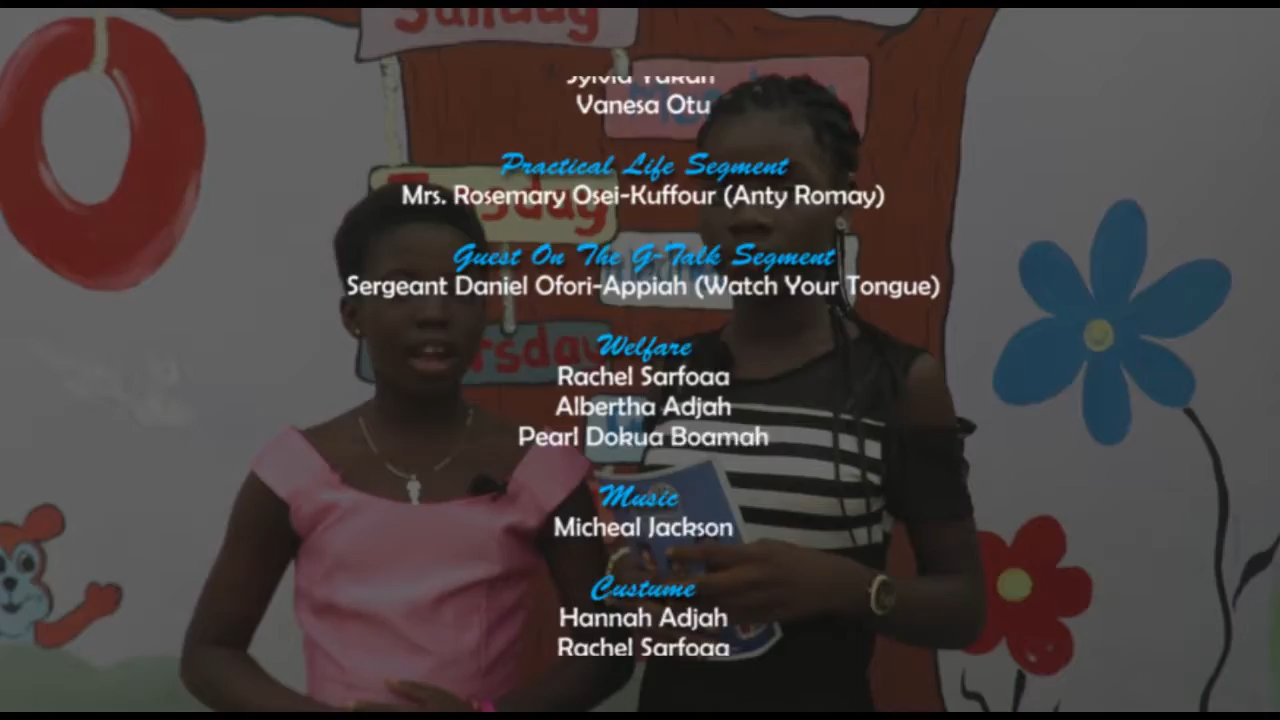 Sunday
Vanesa Otu
Practical Life Segment
Mrs. Rosemary Osei-Kuffour (Anty Romay)
Guest On The G-Talk Segment
Sergeant Daniel Ofori-Appiah (Watch Your Tongue)
Welfare
Rachel Sarfoaa
Albertha Adjah
Pearl Dokua Boamah
Music
Micheal Jackson
Custume
Hannah Adjah
Rachel Sarfoaa